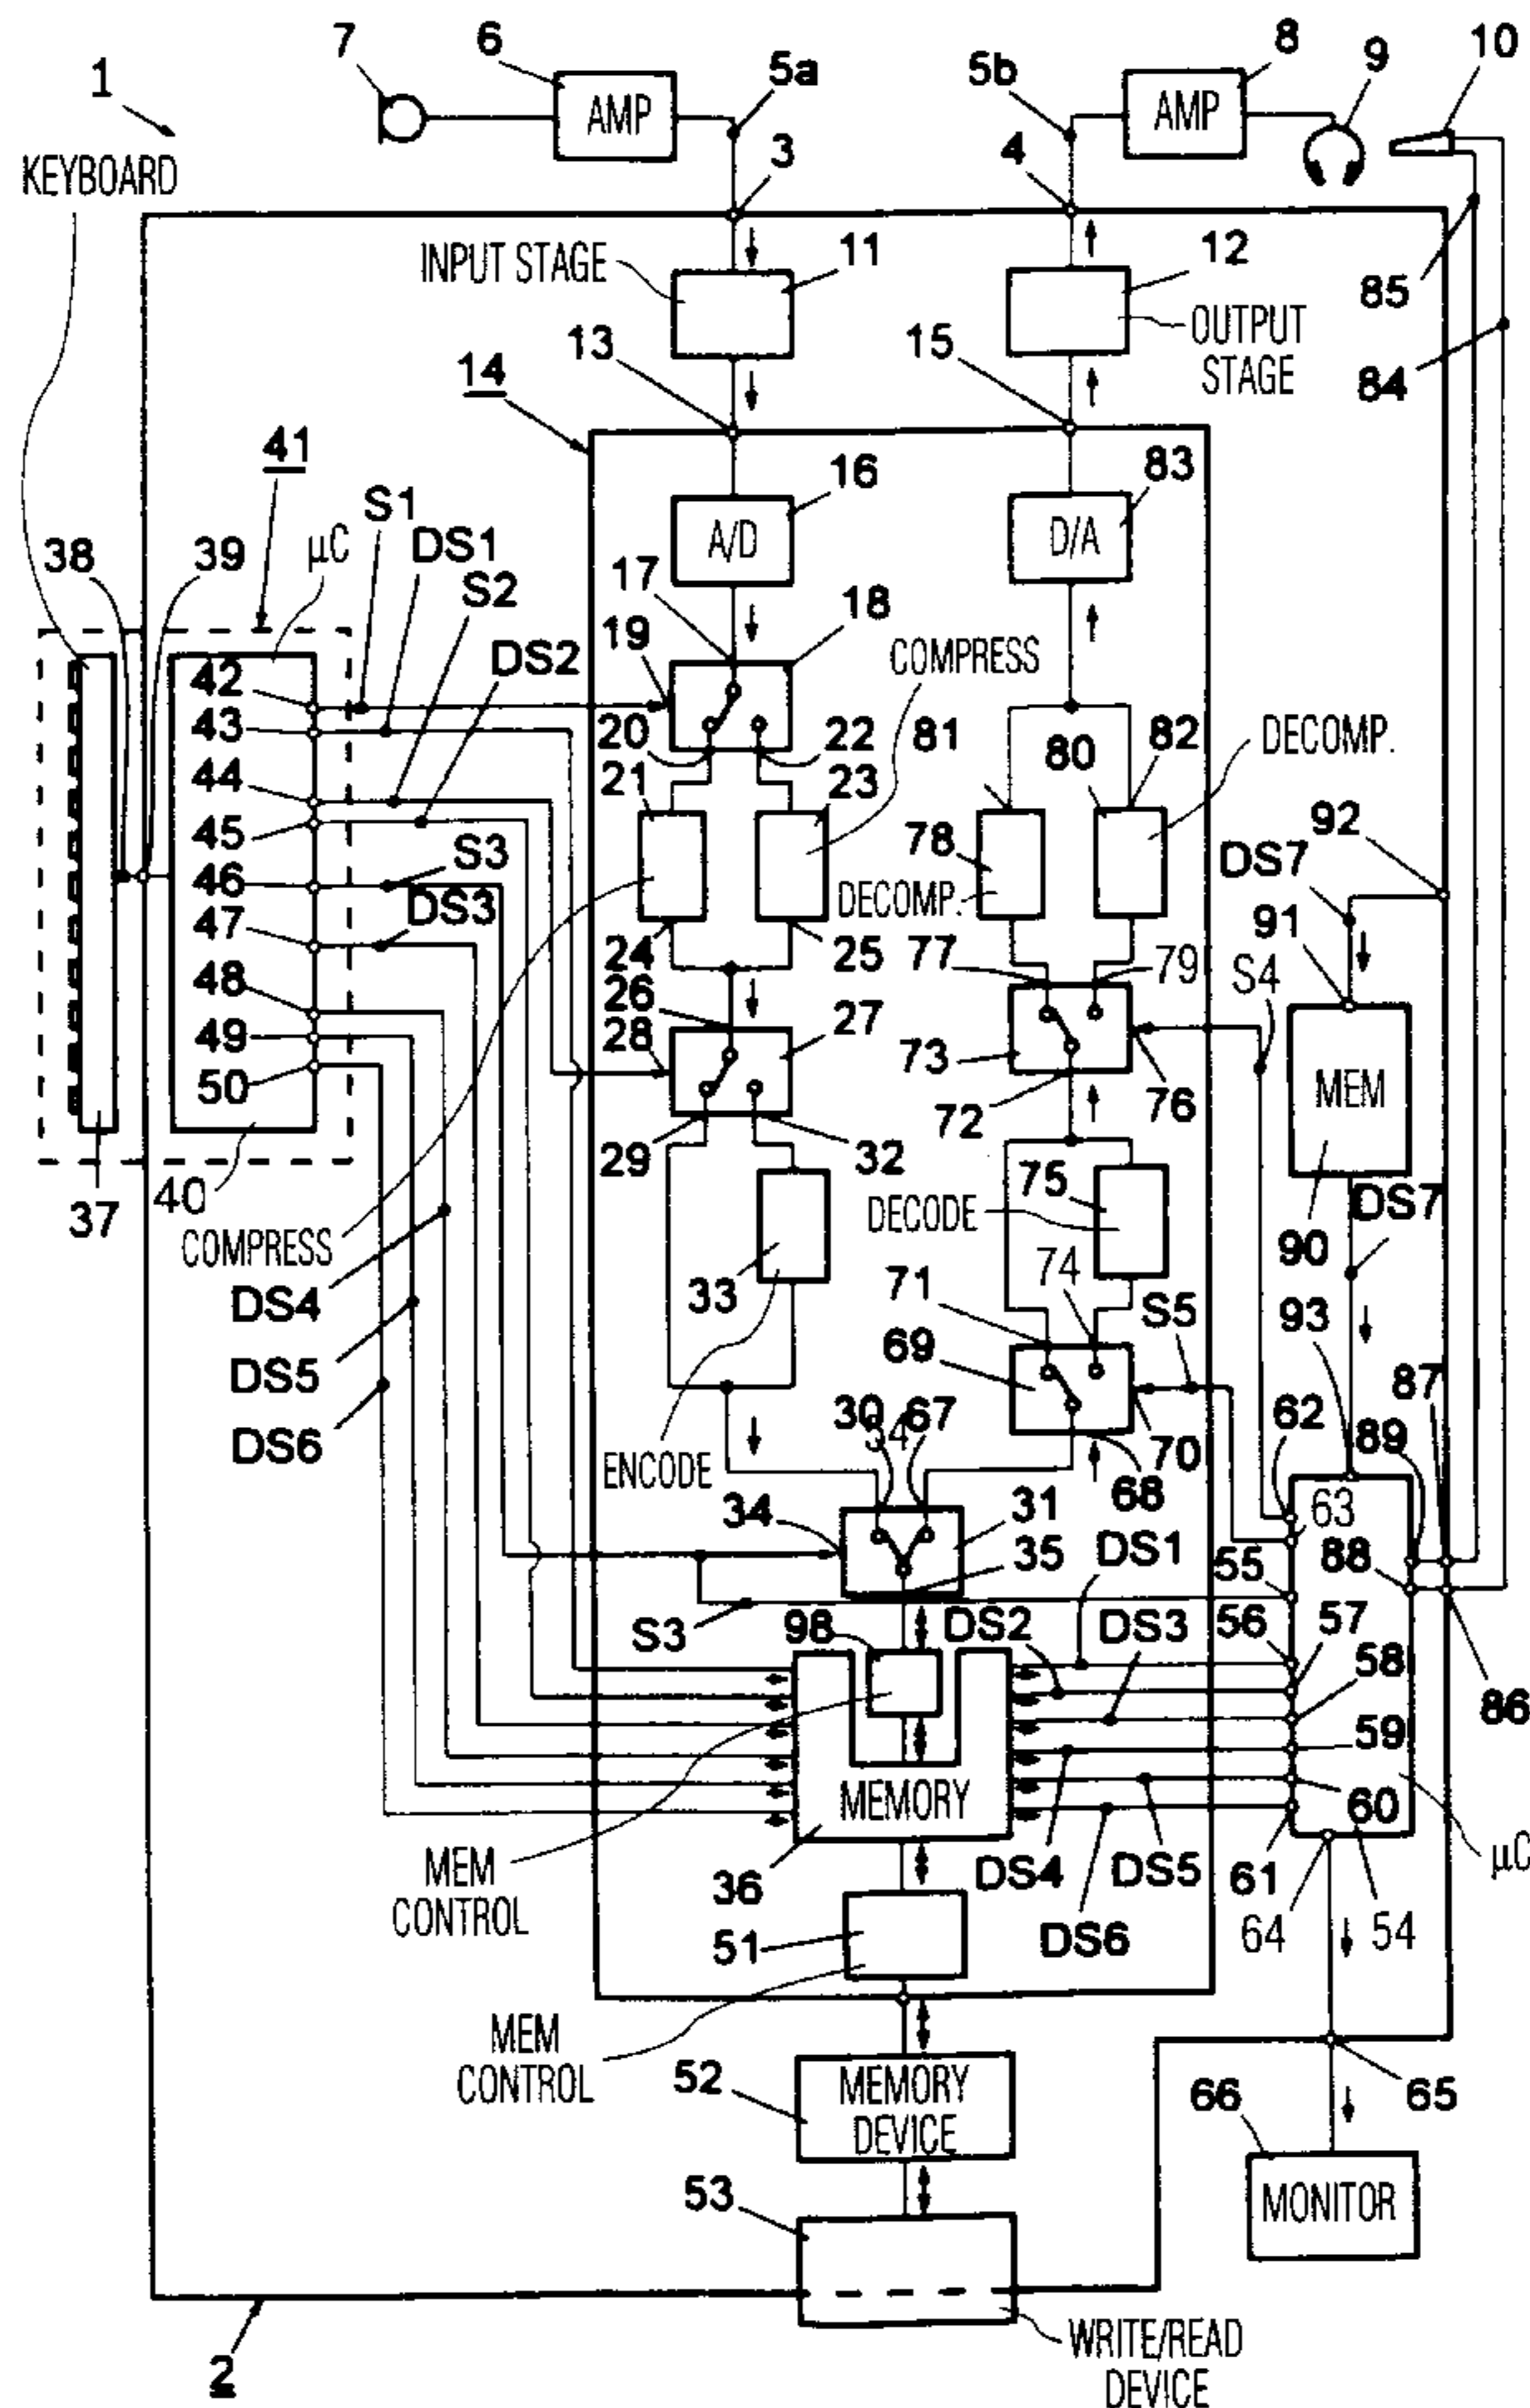 7
6
5a
5b
8
9
10
1
AMP
AMP
KEYBOARD
3
4
INPUT STAGE
11
12
85
OUTPUT
STAGE
13
15
14
84
41
S1
16
83
μC
DS1
A/D
D/A
38
39
S2
17
18
19
DS2
COMPRESS
42
43
20
22
81
80
82
DECOMP.
44
21
23
45
S3
78
92
46
DS3
DECOMP.
DS7
47
24
25
77
79
91
48
26
S4
49
28
27
73
50
72
76
MEM
29
32
37
40
75
DS7
COMPRESS
DECODE
90
33
71
74
DS4
S5
93
DS5
69
87
DS6
30
34
67
62
89
ENCODE
70
68
63
34
31
35
DS1
55
88
S3
98
DS2
DS3
56
57
58
86
59
MEMORY
60
MEM
CONTROL
36
DS4
DS5
61
μC
51
DS6
64
54
MEM
CONTROL
52
MEMORY
DEVICE
66
65
53
MONITOR
2
WRITE/READ
DEVICE